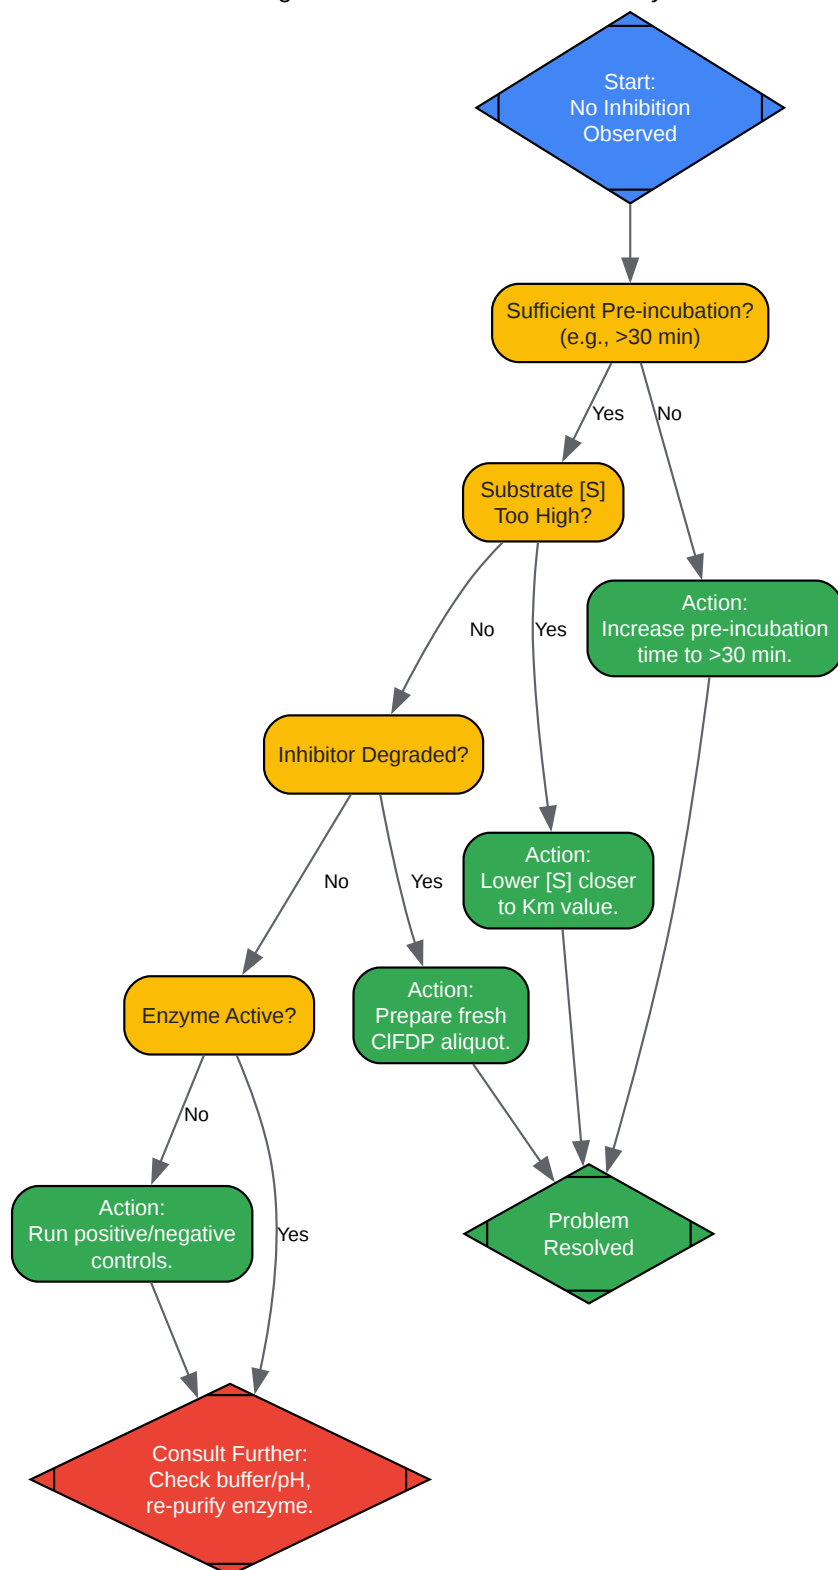 Start:
No Inhibition
Observed
Sufficient Pre-incubation?
(e.g., >30 min)
Yes
No
Substrate [S]
Too High?
No
Yes
Action:
Increase pre-incubation
time to >30 min.
Inhibitor Degraded?
No
Yes
Action:
Lower [S] closer
to Km value.
Enzyme Active?
Action:
Prepare fresh
ClFDP aliquot.
No
Yes
Action:
Run positive/negative
controls.
Problem
Resolved
Consult Further:
Check buffer/pH,
re-purify enzyme.